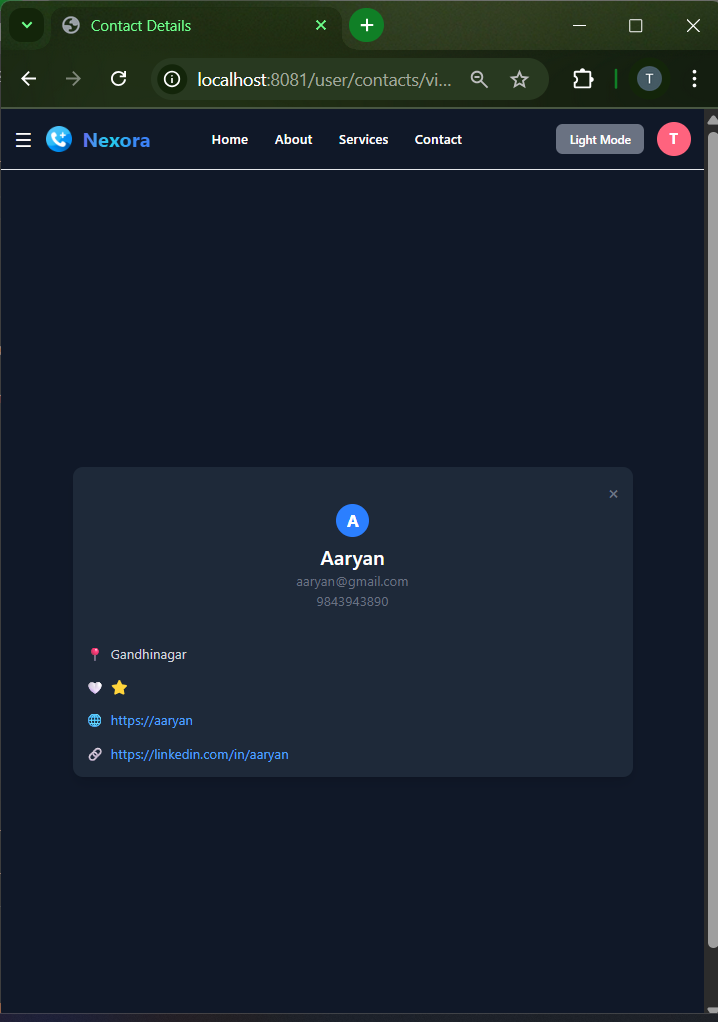 Contact Details
localhost:8081/user/contacts/vi...
T
Nexora
Home About Services Contact
Light Mode
T
A
Aaryan
aaryan@gmail.com
9843943890
Gandhinagar
https://aaryan
https://linkedin.com/in/aaryan